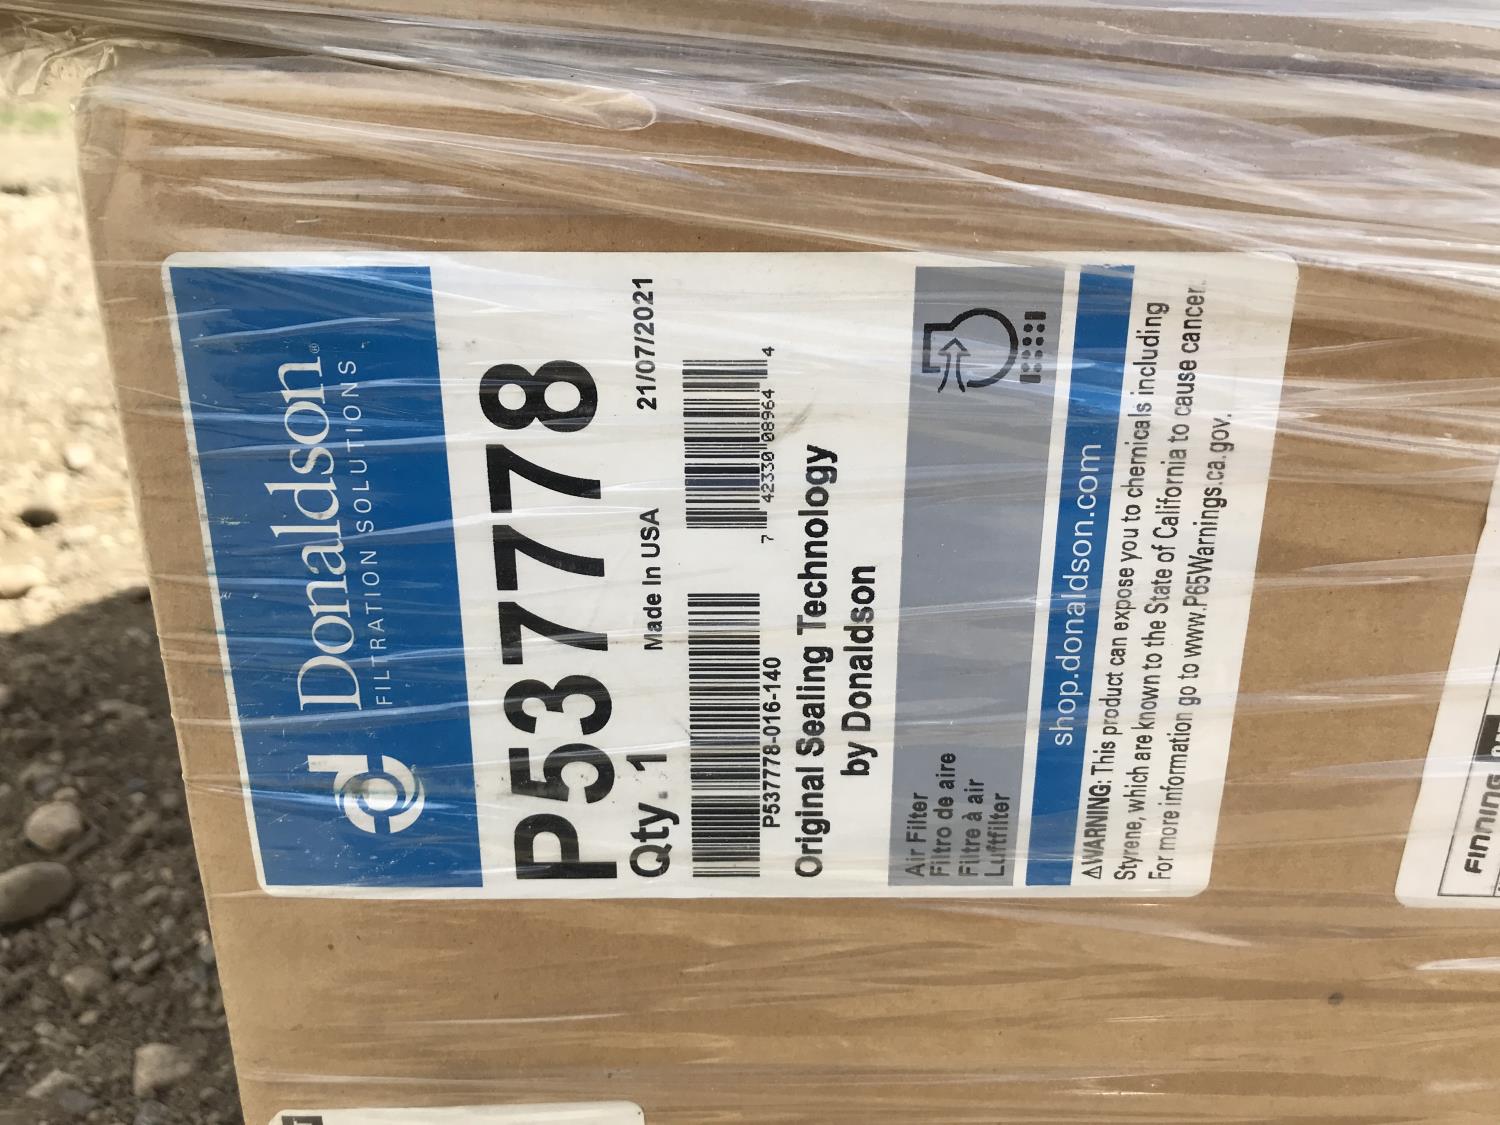 Donaldson®
FILTRATION SOLUTIONS
P537778
Qty. 1 Made In USA 21/07/2021
P537778-016-140
7 42330 08964 4
Original Sealing Technology
by Donaldson
Air Filter
Filtro de aire
Filtre à air
Luftfilter
shop.donaldson.com
⚠WARNING: This product can expose you to chemicals including
Styrene, which are known to the State of California to cause cancer.
For more information go to www.P65Warnings.ca.gov.
FINNING